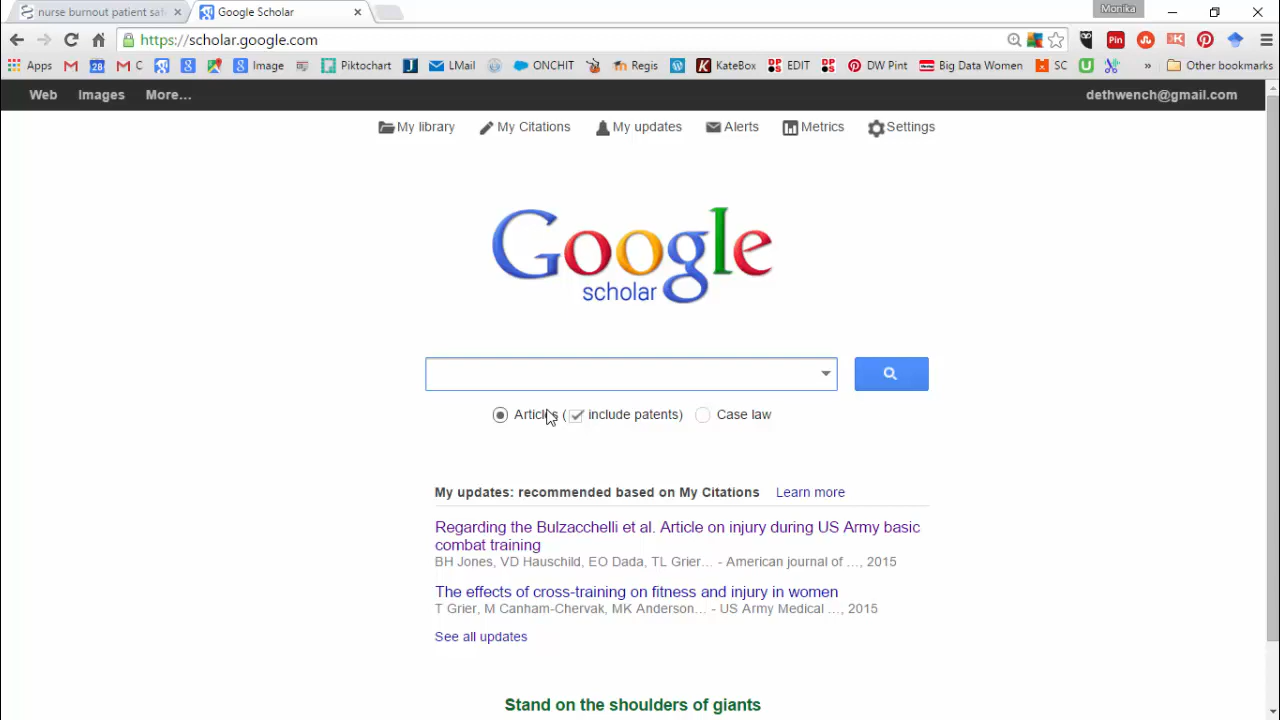 nurse burnout patient saf
Google Scholar
Monika
https://scholar.google.com
Apps
28
C
Image
Piktochart
J
LMail
ONCHIT
Regis
KateBox
EDIT
DW Pint
Big Data Women
SC
»
Other bookmarks
Web Images More...
dethwench@gmail.com
My library My Citations My updates Alerts Metrics Settings
Google
scholar
Articles (include patents) Case law
My updates: recommended based on My Citations Learn more
Regarding the Bulzacchelli et al. Article on injury during US Army basic
combat training
BH Jones, VD Hauschild, EO Dada, TL Grier... - American journal of ..., 2015
The effects of cross-training on fitness and injury in women
T Grier, M Canham-Chervak, MK Anderson... - US Army Medical ..., 2015
See all updates
Stand on the shoulders of giants